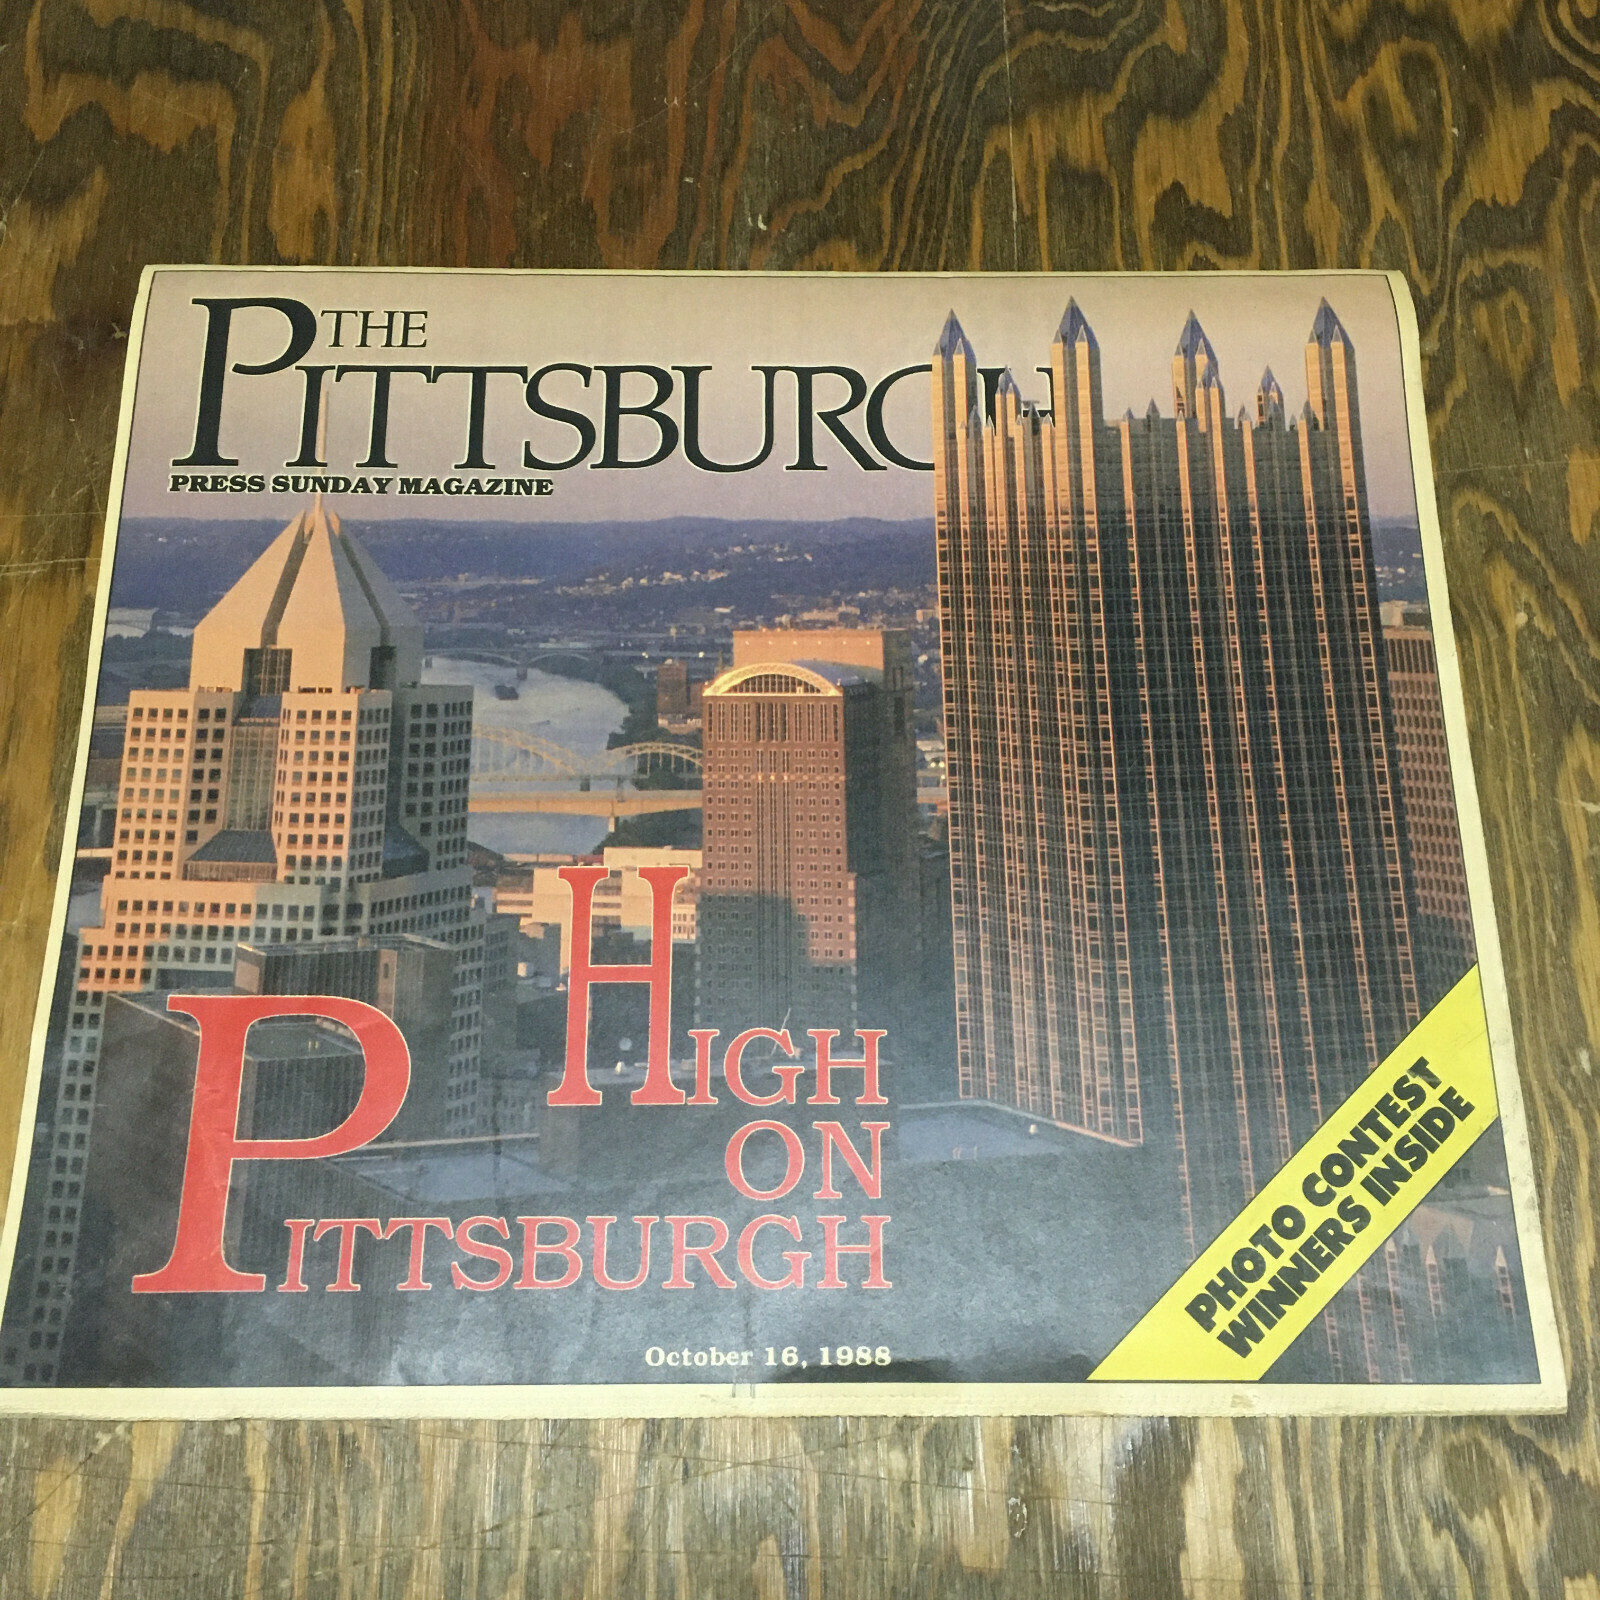 THE
PITTSBURGH
PRESS SUNDAY MAGAZINE
HIGH
ON
PITTSBURGH
October 16, 1988
PHOTO CONTEST
WINNERS INSIDE